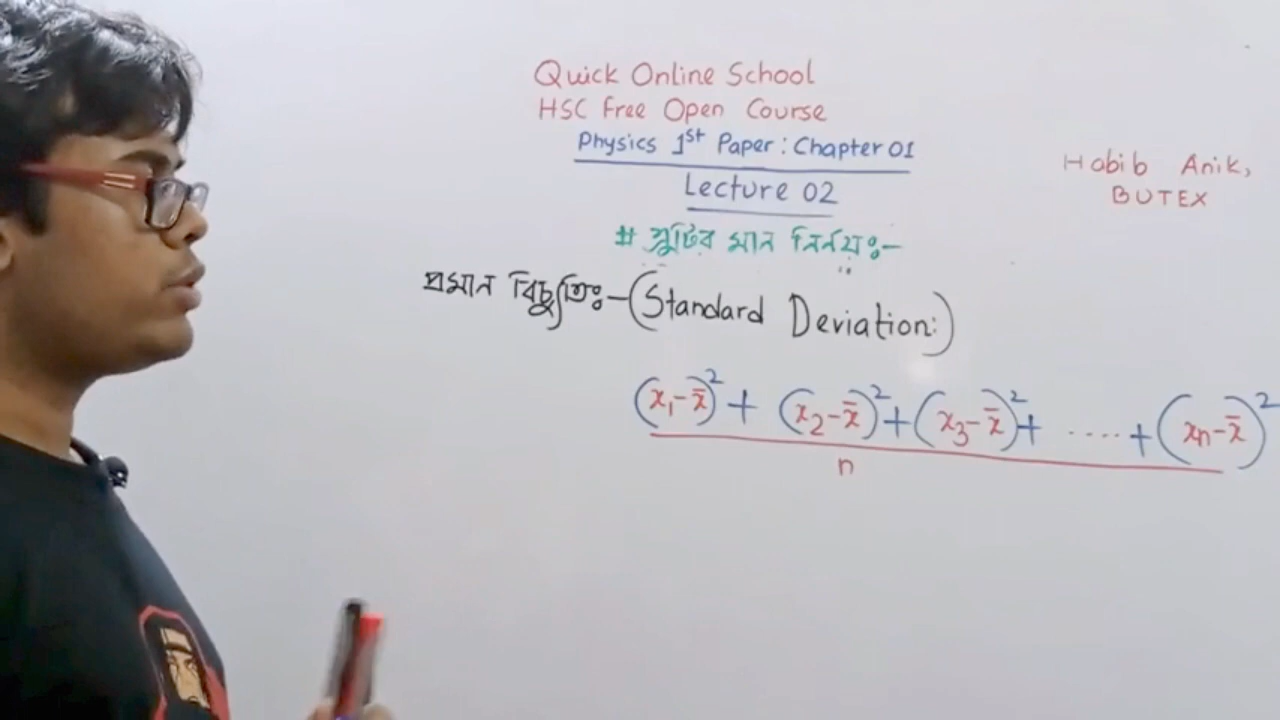 Quick Online School
HSC Free Open Course
Physics 1st Paper : Chapter 01
Lecture 02
Habib Anik,
BUTEX
# ত্রুটির মান নির্নয়ঃ-
প্রমান বিচ্যুতিঃ-(Standard Deviation:)
(x₁-x̄)² + (x₂-x̄)² + (x₃-x̄)² + ..... + (xn-x̄)²
n